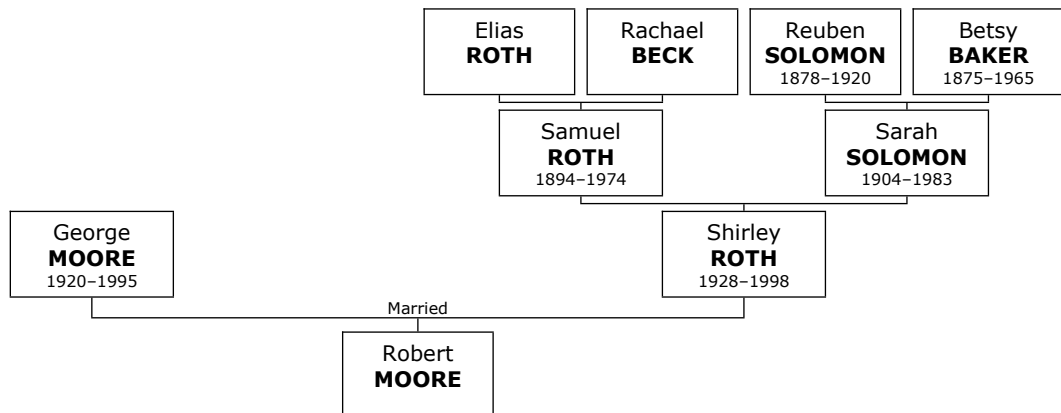 Elias
ROTH
Rachael
BECK
Reuben
SOLOMON
1878–1920
Betsy
BAKER
1875–1965
Samuel
ROTH
1894–1974
Sarah
SOLOMON
1904–1983
George
MOORE
1920–1995
Shirley
ROTH
1928–1998
Married
Robert
MOORE